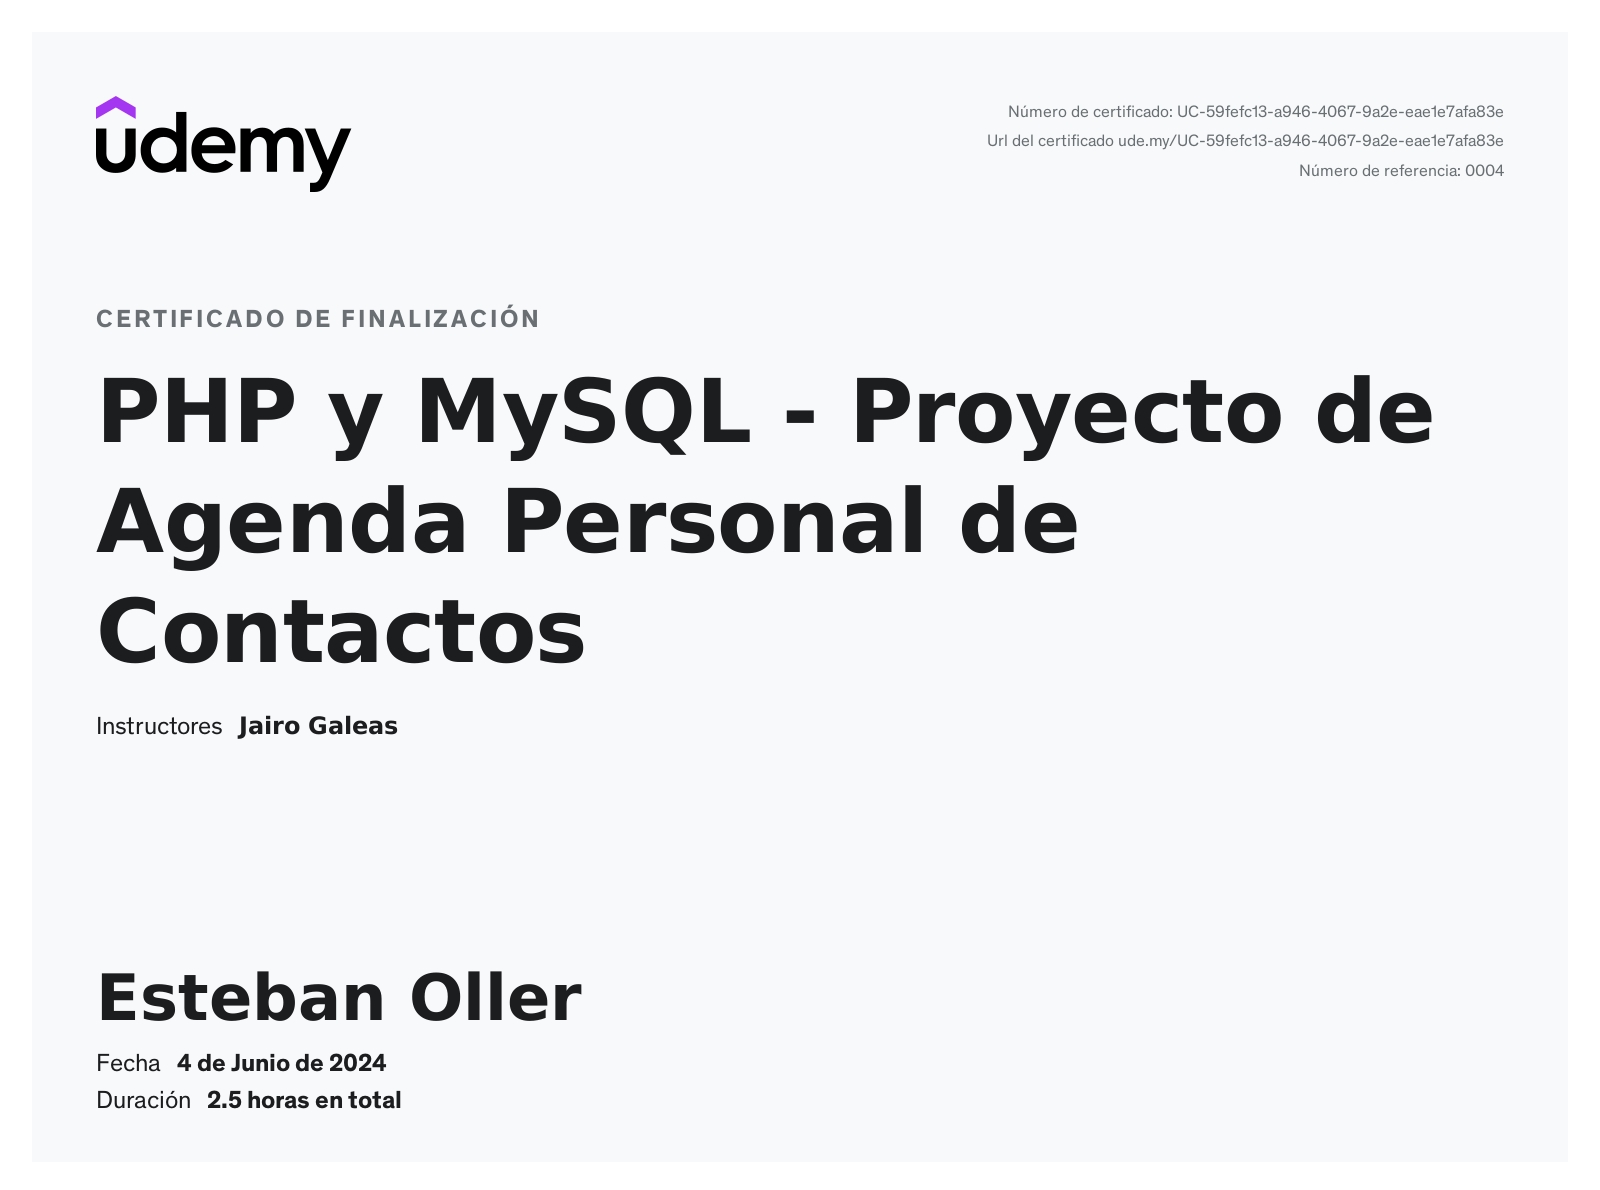 udemy
Número de certificado: UC-59fefc13-a946-4067-9a2e-eae1e7afa83e
Url del certificado ude.my/UC-59fefc13-a946-4067-9a2e-eae1e7afa83e
Número de referencia: 0004
CERTIFICADO DE FINALIZACIÓN
PHP y MySQL - Proyecto de
Agenda Personal de
Contactos
Instructores Jairo Galeas
Esteban Oller
Fecha 4 de Junio de 2024
Duración 2.5 horas en total